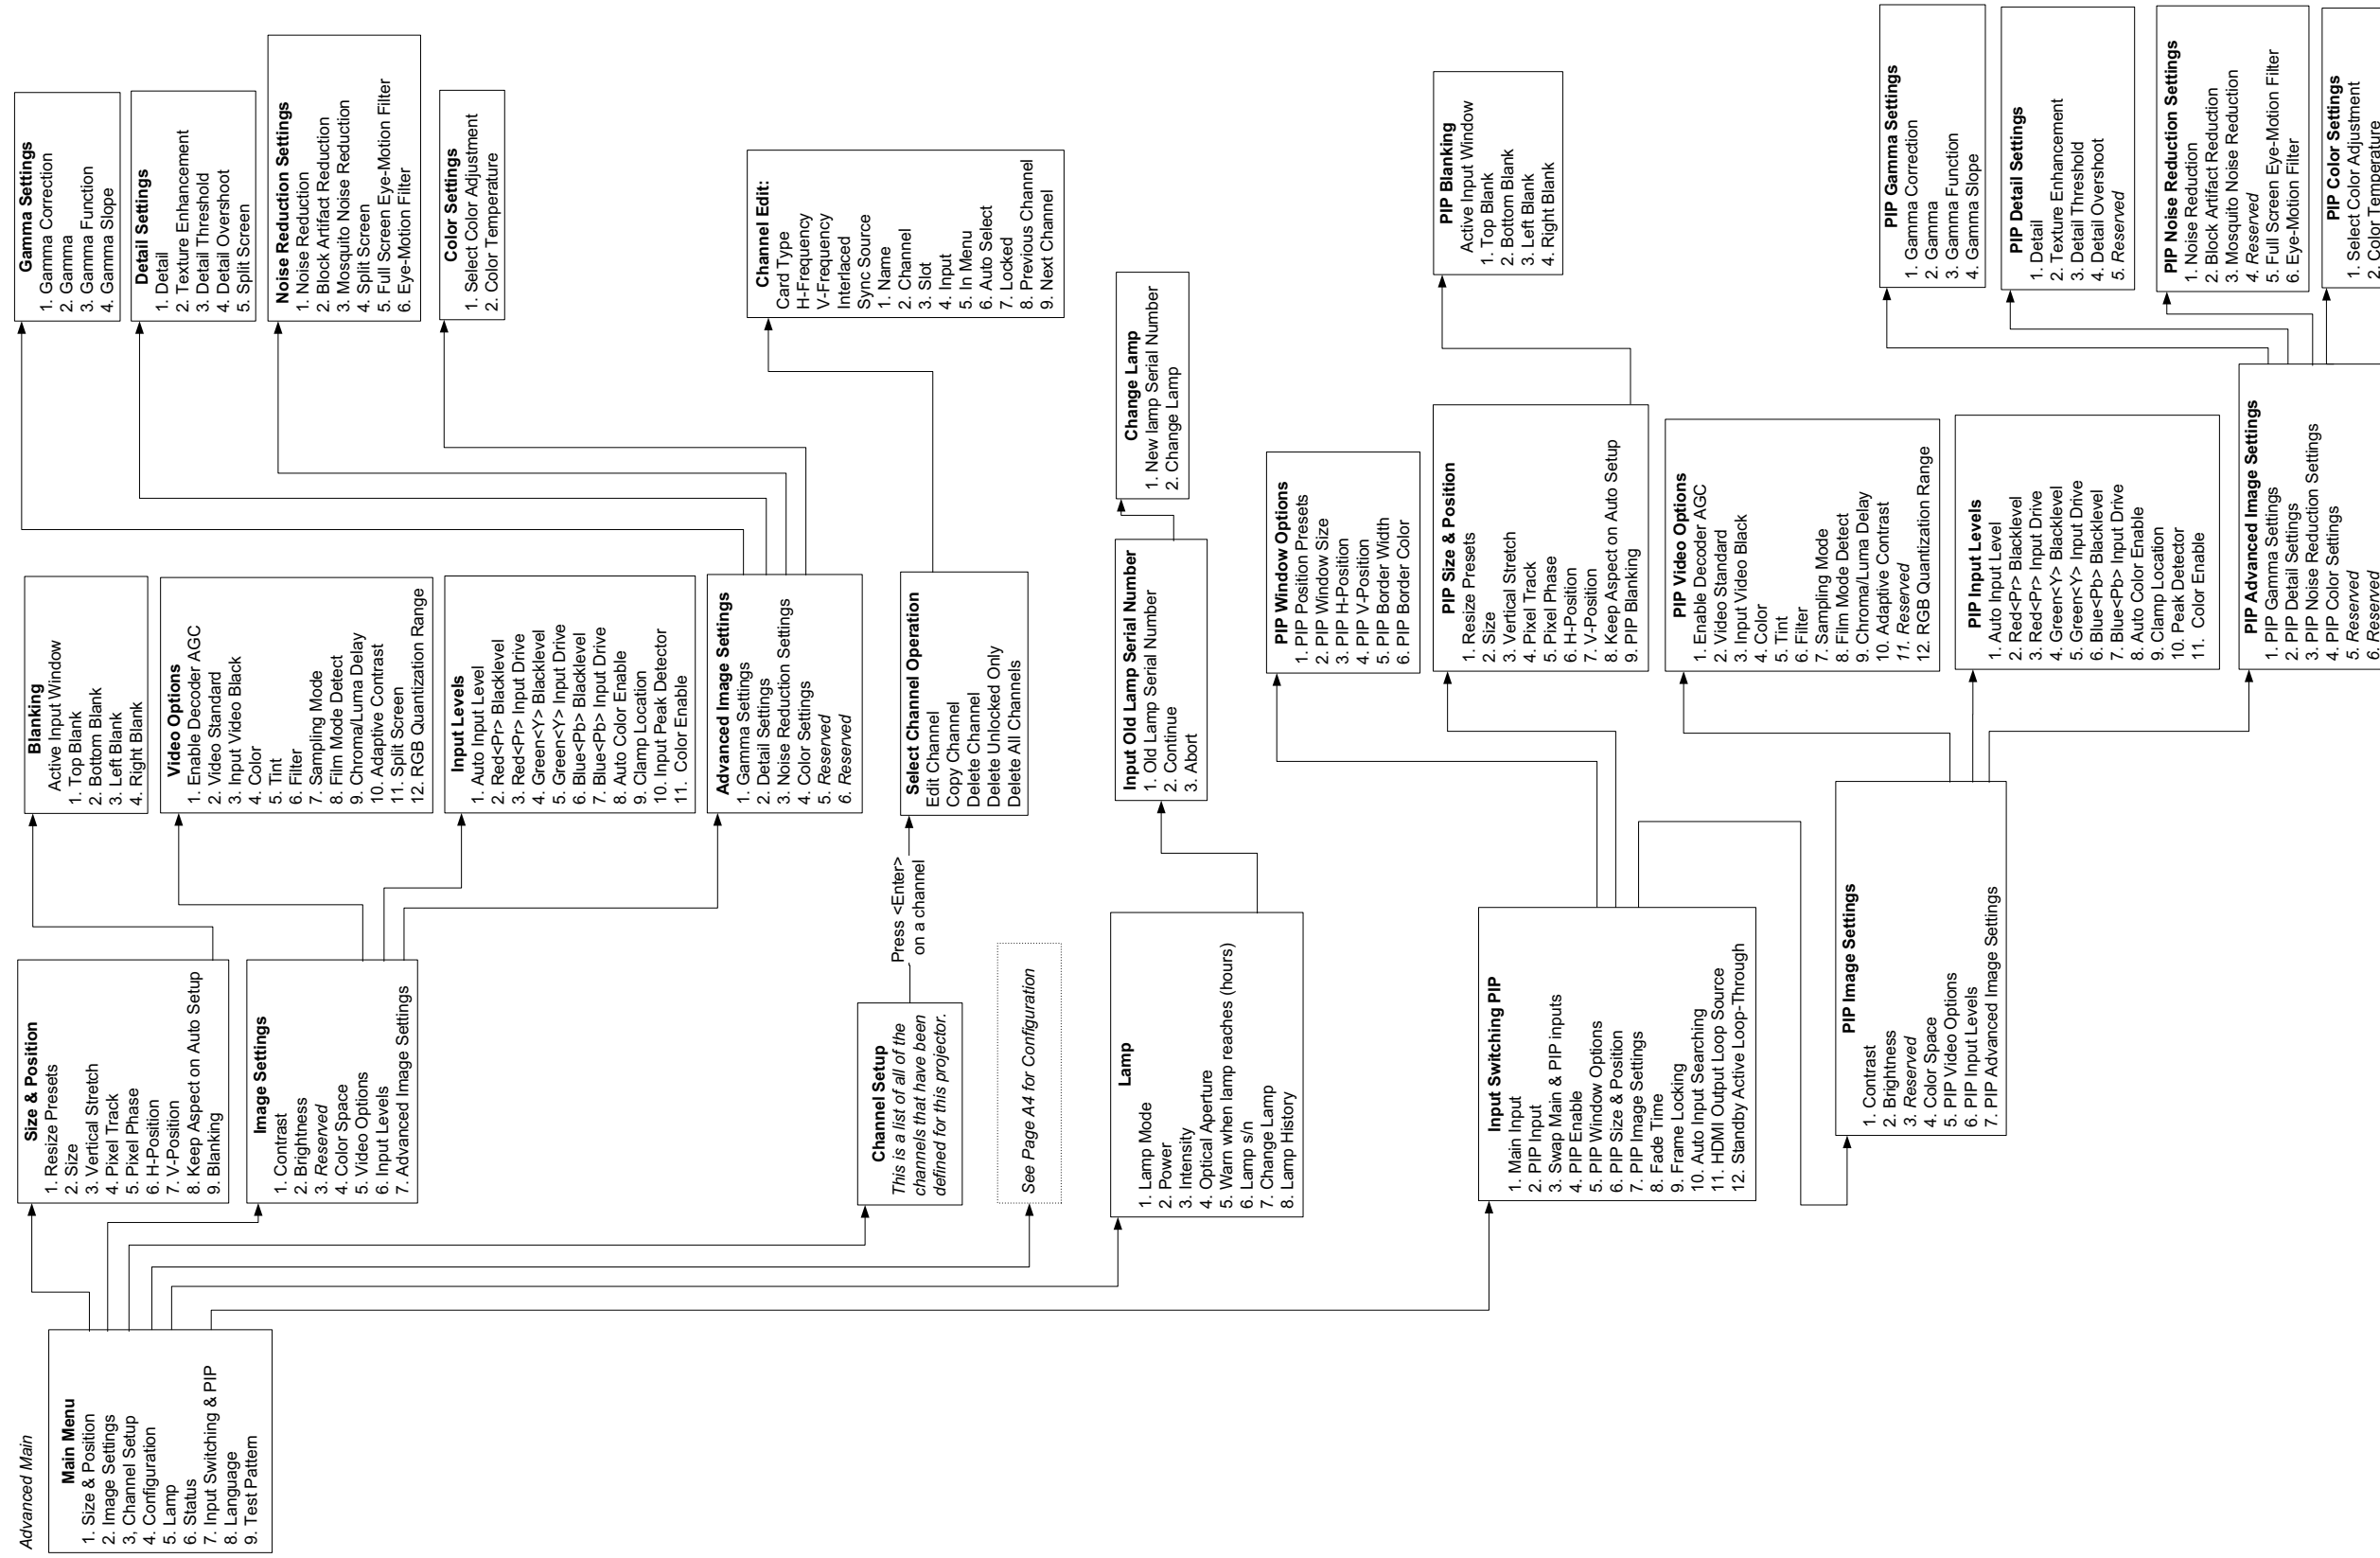 Advanced Main
Main Menu
1. Size & Position
2. Image Settings
3, Channel Setup
4. Configuration
5. Lamp
6. Status
7. Input Switching & PIP
8. Language
9. Test Pattem
Size & Position
1. Resize Presets
2. Size
3. Vertical Stretch
4. Pixel Track
5. Pixel Phase
6. H-Position
7. V-Position
8. Keep Aspect on Auto Setup
9. Blanking
Image Settings
1. Contrast
2. Brightness
3. Reserved
4. Color Space
5. Video Options
6. Input Levels
7. Advanced Image Settings
Channel Setup
This is a list of all of the
channels that have been
defined for this projector.
See Page A4 for Configuration
Lamp
1. Lamp Mode
2. Power
3. Intensity
4. Optical Aperture
5. Warn when lamp reaches (hours)
6. Lamp s/n
7. Change Lamp
8. Lamp History
Input Switching PIP
1. Main Input
2. PIP Input
3. Swap Main & PIP inputs
4. PIP Enable
5. PIP Window Options
6. PIP Size & Position
7. PIP Image Settings
8. Fade Time
9. Frame Locking
10. Auto Input Searching
11. HDMI Output Loop Source
12. Standby Active Loop-Through
Blanking
Active Input Window
1. Top Blank
2. Bottom Blank
3. Left Blank
4. Right Blank
Video Options
1. Enable Decoder AGC
2. Video Standard
3. Input Video Black
4. Color
5. Tint
6. Filter
7. Sampling Mode
8. Film Mode Detect
9. Chroma/Luma Delay
10. Adaptive Contrast
11. Split Screen
12. RGB Quantization Range
Input Levels
1. Auto Input Level
2. Red<Pr> Blacklevel
3. Red<Pr> Input Drive
4. Green<Y> Blacklevel
5. Green<Y> Input Drive
6. Blue<Pb> Blacklevel
7. Blue<Pb> Input Drive
8. Auto Color Enable
9. Clamp Location
10. Input Peak Detector
11. Color Enable
Advanced Image Settings
1. Gamma Settings
2. Detail Settings
3. Noise Reduction Settings
4. Color Settings
5. Reserved
6. Reserved
Press <Enter>
on a channel
Select Channel Operation
Edit Channel
Copy Channel
Delete Channel
Delete Unlocked Only
Delete All Channels
Input Old Lamp Serial Number
1. Old Lamp Serial Number
2. Continue
3. Abort
PIP Window Options
1. PIP Position Presets
2. PIP Window Size
3. PIP H-Position
4. PIP V-Position
5. PIP Border Width
6. PIP Border Color
PIP Size & Position
1. Resize Presets
2. Size
3. Vertical Stretch
4. Pixel Track
5. Pixel Phase
6. H-Position
7. V-Position
8. Keep Aspect on Auto Setup
9. PIP Blanking
PIP Image Settings
1. Contrast
2. Brightness
3. Reserved
4. Color Space
5. PIP Video Options
6. PIP Input Levels
7. PIP Advanced Image Settings
PIP Video Options
1. Enable Decoder AGC
2. Video Standard
3. Input Video Black
4. Color
5. Tint
6. Filter
7. Sampling Mode
8. Film Mode Detect
9. Chroma/Luma Delay
10. Adaptive Contrast
11. Reserved
12. RGB Quantization Range
PIP Input Levels
1. Auto Input Level
2. Red<Pr> Blacklevel
3. Red<Pr> Input Drive
4. Green<Y> Blacklevel
5. Green<Y> Input Drive
6. Blue<Pb> Blacklevel
7. Blue<Pb> Input Drive
8. Auto Color Enable
9. Clamp Location
10. Peak Detector
11. Color Enable
PIP Advanced Image Settings
1. PIP Gamma Settings
2. PIP Detail Settings
3. PIP Noise Reduction Settings
4. PIP Color Settings
5. Reserved
6. Reserved
Gamma Settings
1. Gamma Correction
2. Gamma
3. Gamma Function
4. Gamma Slope
Detail Settings
1. Detail
2. Texture Enhancement
3. Detail Threshold
4. Detail Overshoot
5. Split Screen
Noise Reduction Settings
1. Noise Reduction
2. Block Artifact Reduction
3. Mosquito Noise Reduction
4. Split Screen
5. Full Screen Eye-Motion Filter
6. Eye-Motion Filter
Color Settings
1. Select Color Adjustment
2. Color Temperature
Channel Edit:
Card Type
H-Frequency
V-Frequency
Interlaced
Sync Source
1. Name
2. Channel
3. Slot
4. Input
5. In Menu
6. Auto Select
7. Locked
8. Previous Channel
9. Next Channel
Change Lamp
1. New lamp Serial Number
2. Change Lamp
PIP Blanking
Active Input Window
1. Top Blank
2. Bottom Blank
3. Left Blank
4. Right Blank
PIP Gamma Settings
1. Gamma Correction
2. Gamma
3. Gamma Function
4. Gamma Slope
PIP Detail Settings
1. Detail
2. Texture Enhancement
3. Detail Threshold
4. Detail Overshoot
5. Reserved
PIP Noise Reduction Settings
1. Noise Reduction
2. Block Artifact Reduction
3. Mosquito Noise Reduction
4. Reserved
5. Full Screen Eye-Motion Filter
6. Eye-Motion Filter
PIP Color Settings
1. Select Color Adjustment
2. Color Temperature